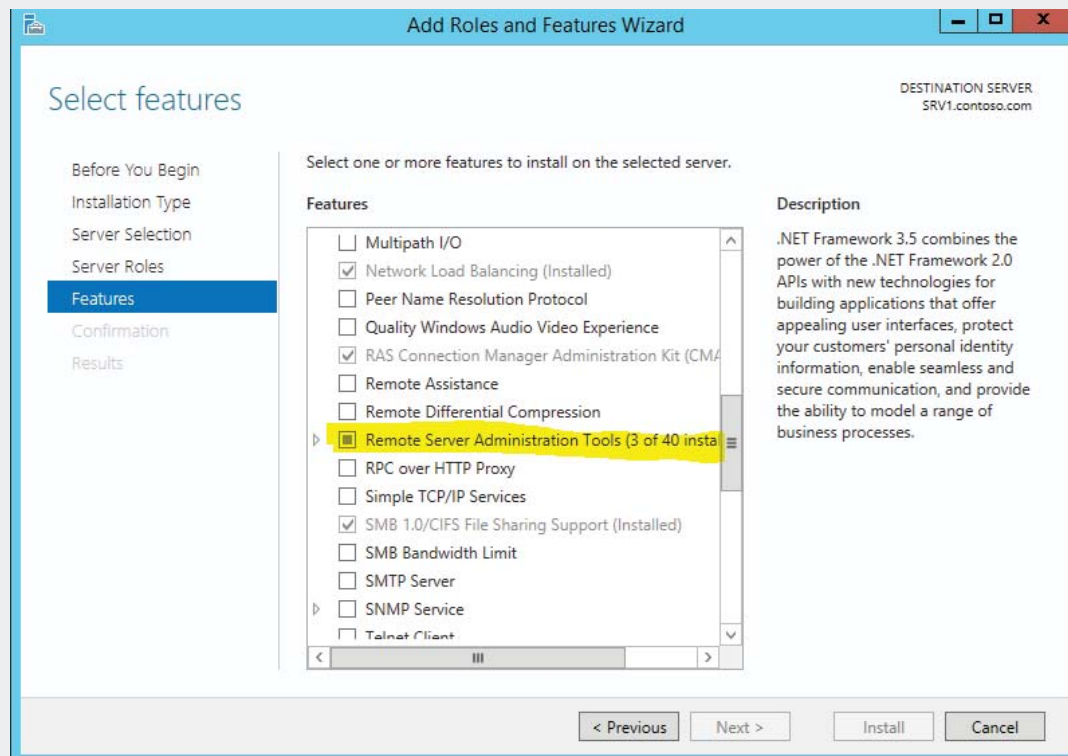 Add Roles and Features Wizard
Select features
DESTINATION SERVER
SRV1.contoso.com
Before You Begin
Installation Type
Server Selection
Server Roles
Features
Confirmation
Results
Select one or more features to install on the selected server.
Features
Multipath I/O
Network Load Balancing (Installed)
Peer Name Resolution Protocol
Quality Windows Audio Video Experience
RAS Connection Manager Administration Kit (CMA
Remote Assistance
Remote Differential Compression
Remote Server Administration Tools (3 of 40 instal
RPC over HTTP Proxy
Simple TCP/IP Services
SMB 1.0/CIFS File Sharing Support (Installed)
SMB Bandwidth Limit
SMTP Server
SNMP Service
Telnet Client
Description
.NET Framework 3.5 combines the
power of the .NET Framework 2.0
APIs with new technologies for
building applications that offer
appealing user interfaces, protect
your customers' personal identity
information, enable seamless and
secure communication, and provide
the ability to model a range of
business processes.
< Previous
Next >
Install
Cancel